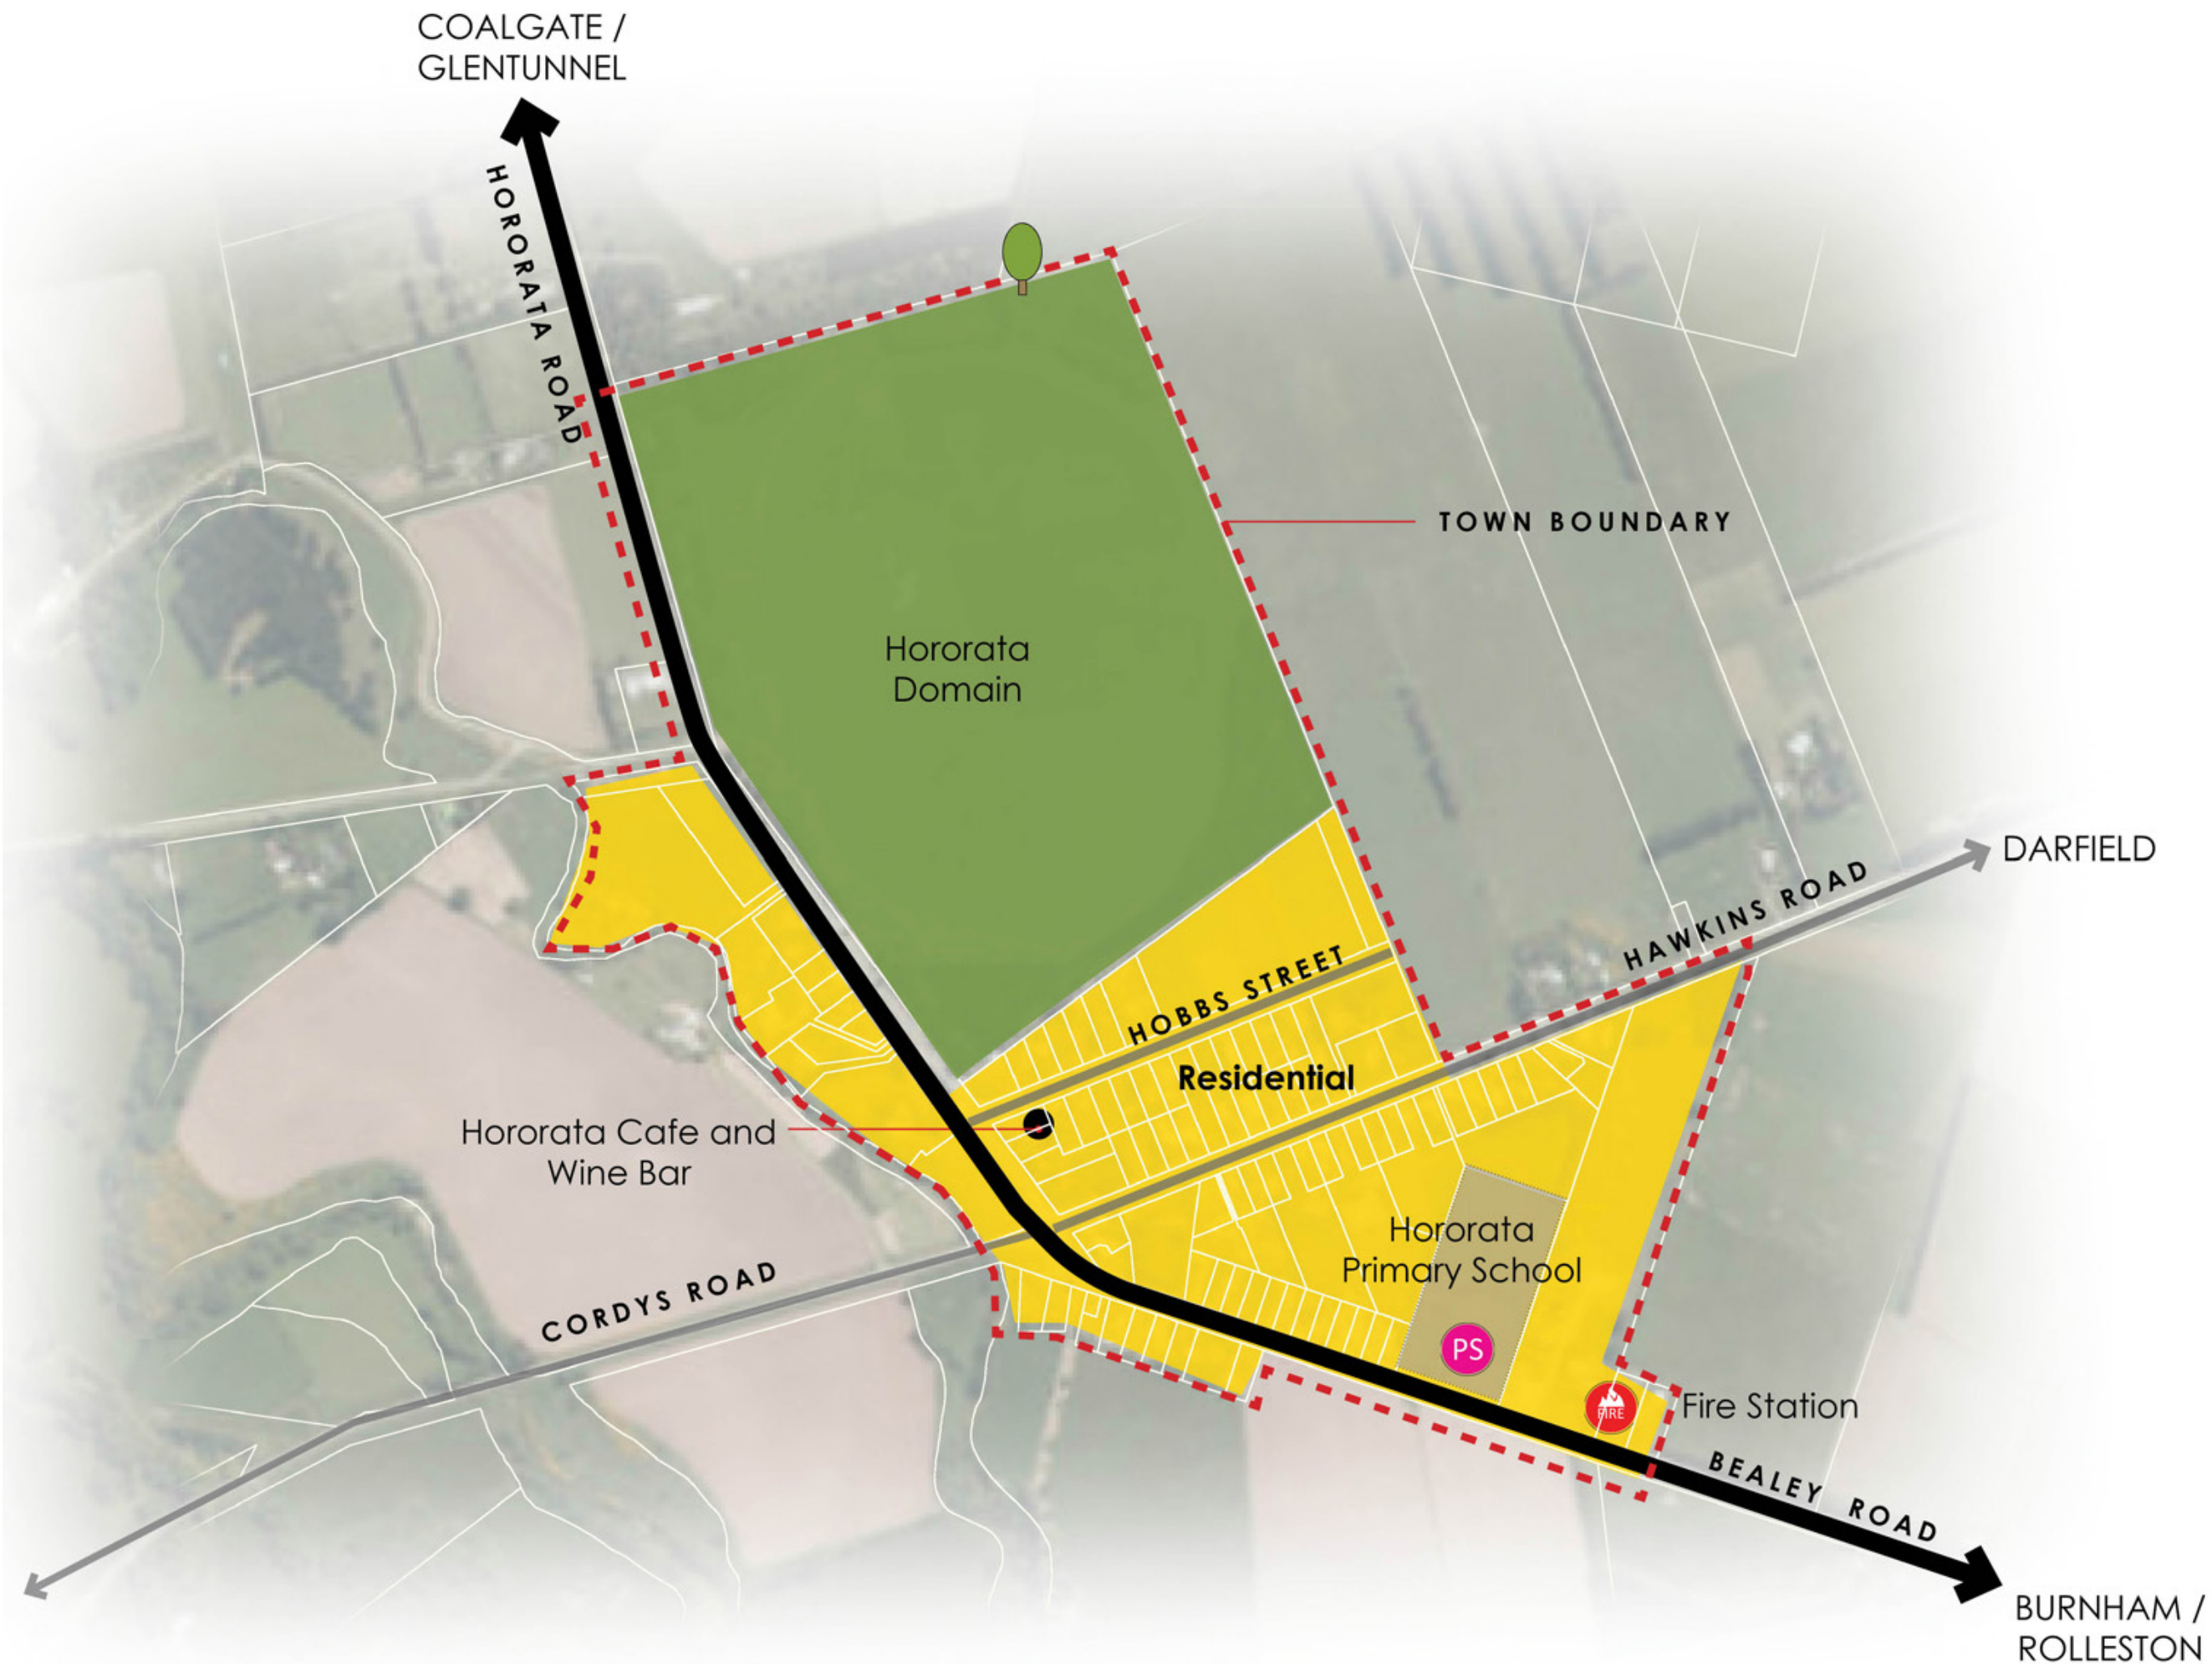 COALGATE /
GLENTUNNEL
HORORATA ROAD
TOWN BOUNDARY
Hororata
Domain
DARFIELD
HAWKINS ROAD
HOBBS STREET
Residential
Hororata Cafe and
Wine Bar
Hororata
Primary School
CORDYS ROAD
PS
FIRE
Fire Station
BEALEY ROAD
BURNHAM /
ROLLESTON